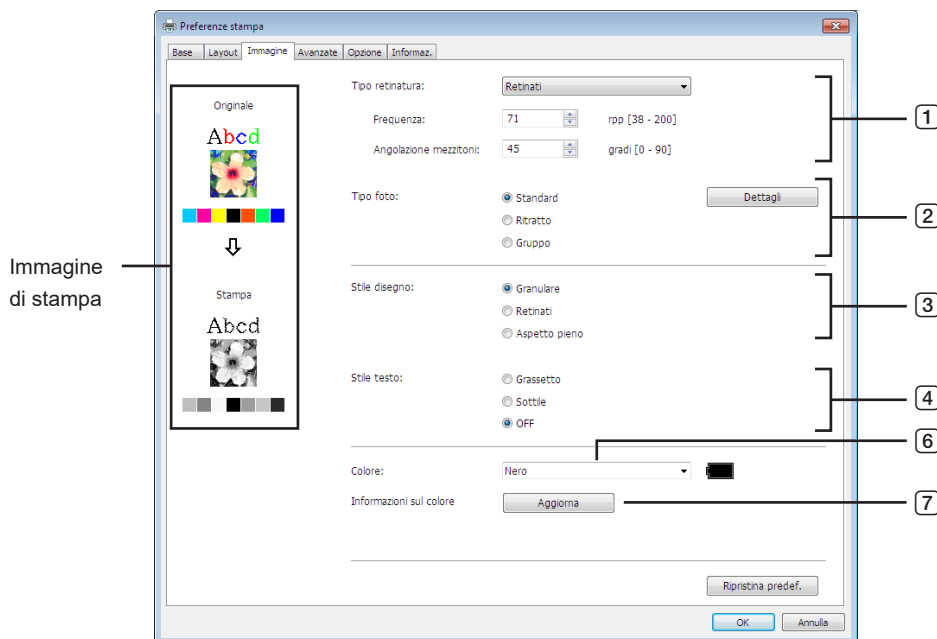 Preferenze stampa
Base Layout Immagine Avanzate Opzione Informaz.
Originale
Abcd
Stampa
Abcd
Immagine
di stampa
Tipo retinatura: Retinati
Frequenza: 71 rpp [38 - 200]
Angolazione mezzitoni: 45 gradi [0 - 90]
1
Tipo foto: Standard Dettagli
Ritratto
Gruppo
2
Stile disegno: Granulare
Retinati
Aspetto pieno
3
Stile testo: Grassetto
Sottile
OFF
4
6
Colore: Nero
Informazioni sul colore Aggiorna
7
Ripristina predef.
OK Annulla